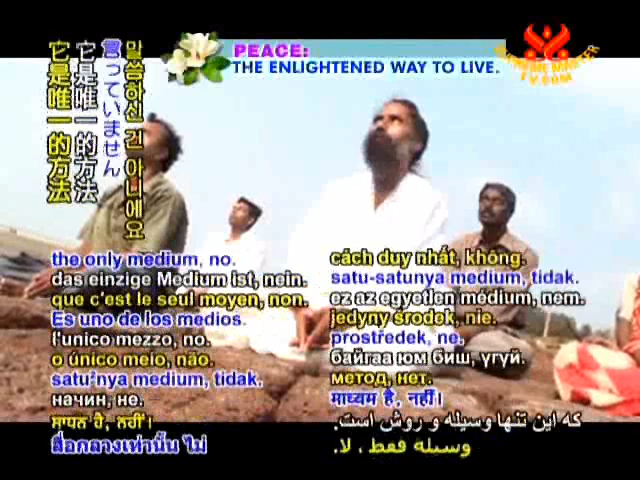 PEACE:
THE ENLIGHTENED WAY TO LIVE.
SUPREME MASTER
TV.COM
它是唯一的方法
它是唯一的方法
言っていません
말씀하신 건 아니에요
the only medium, no.
das einzige Medium ist, nein.
que c'est le seul moyen, non.
Es uno de los medios.
l'unico mezzo, no.
o único meio, não.
satu²nya medium, tidak.
начин, не.
ਸਾਧਨ ਹੈ, ਨਹੀਂ।
สื่อกลางเท่านั้น ไม่
cách duy nhất, không.
satu-satunya medium, tidak.
ez az egyetlen médium, nem.
jedyny środek, nie.
prostředek, ne.
байгаа юм биш, үгүй.
метод, нет.
माध्यम है, नहीं।
که این تنها وسیله و روش است.
وسيلة فقط ، لا.